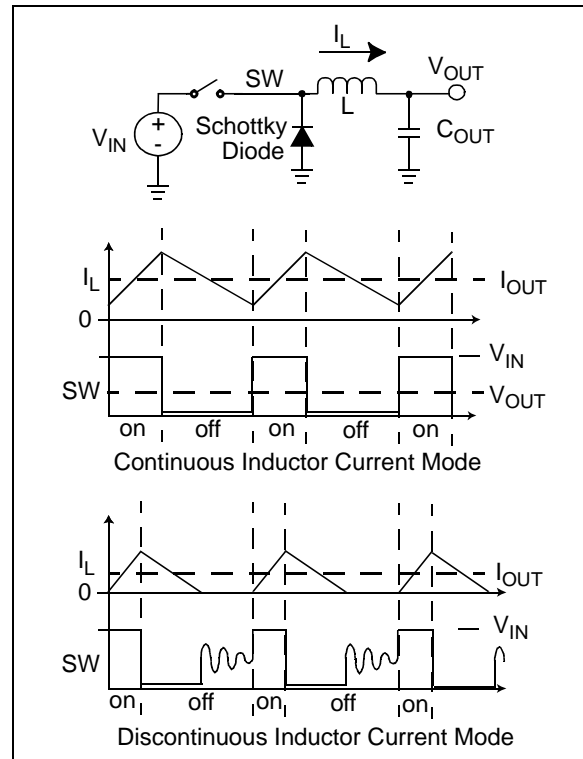 I_L
V_OUT
SW
L
+
-
V_IN
Schottky
Diode
C_OUT
I_L
I_OUT
0
V_IN
SW
V_OUT
on off on off on
Continuous Inductor Current Mode
I_L
I_OUT
0
V_IN
SW
on off on off on
Discontinuous Inductor Current Mode